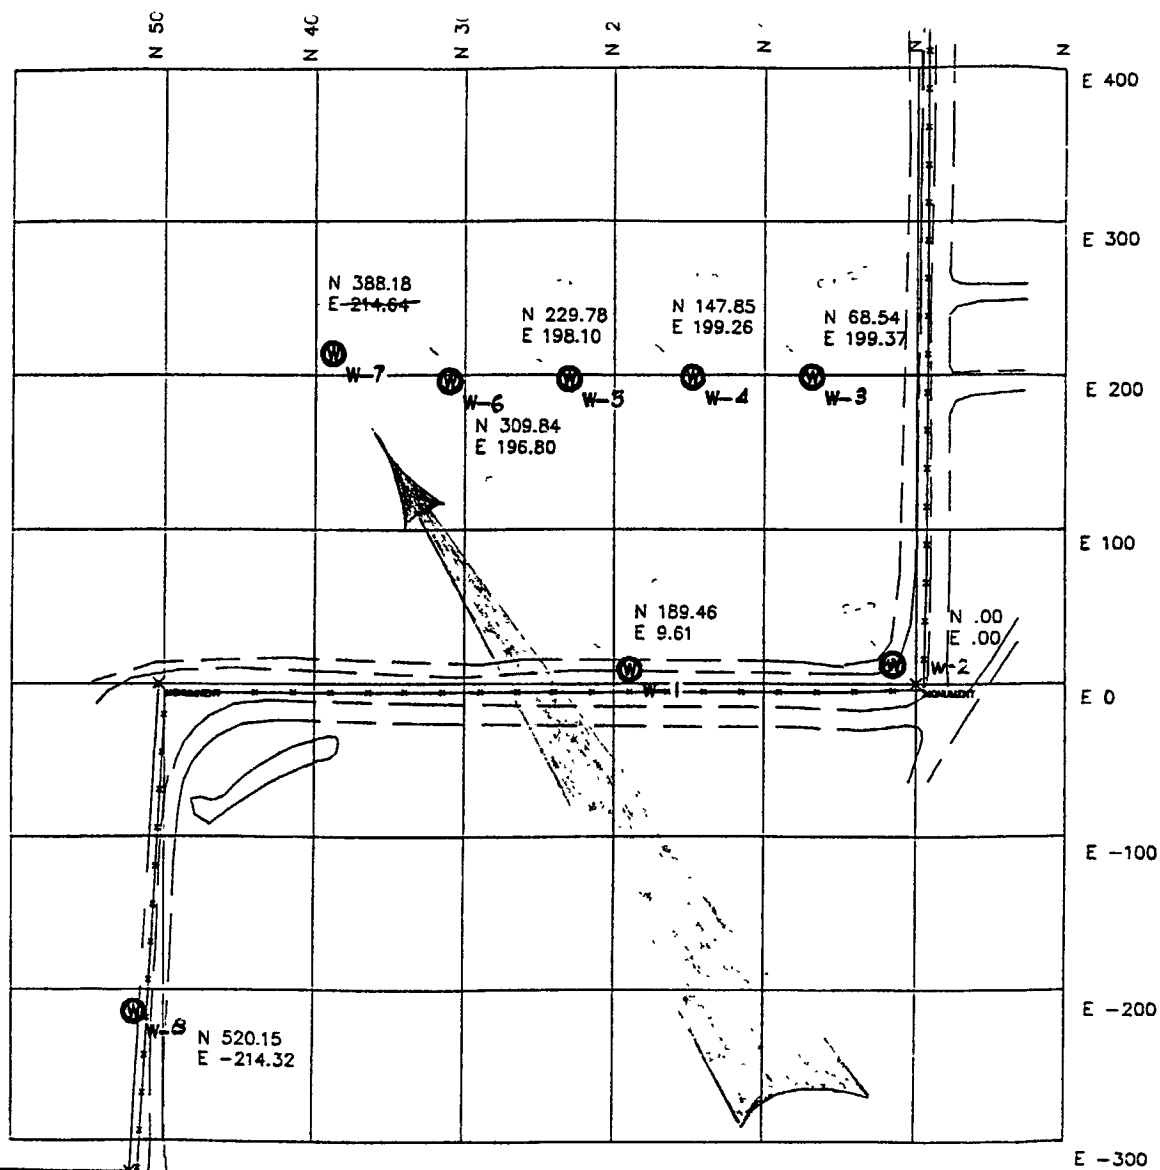 N 50
N 40
N 30
N 2
N
N
N
E 400
E 300
N 388.18
E 214.64
N 229.78
E 198.10
N 147.85
E 199.26
N 68.54
E 199.37
W
W
W
W
W
W-7
W-6
W-5
W-4
W-3
E 200
N 309.84
E 196.80
E 100
N 189.46
E 9.61
N .00
E .00
W
W
W-2
W-1
MONUMENT
MONUMENT
E 0
E -100
E -200
W
W-8
N 520.15
E -214.32
E -300